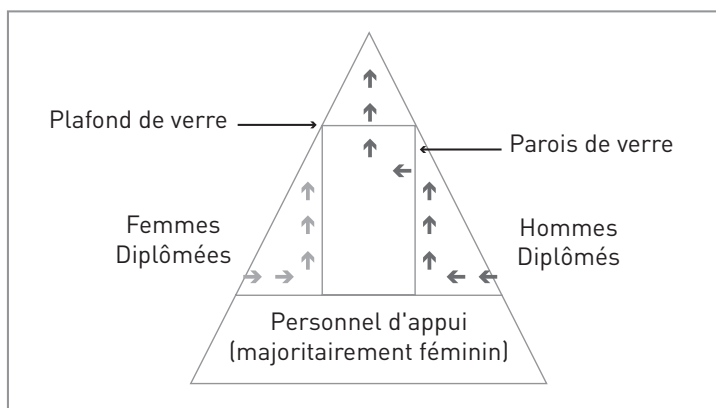 Plafond de verre
Parois de verre
Femmes
Diplômées
Hommes
Diplômés
Personnel d'appui
(majoritairement féminin)